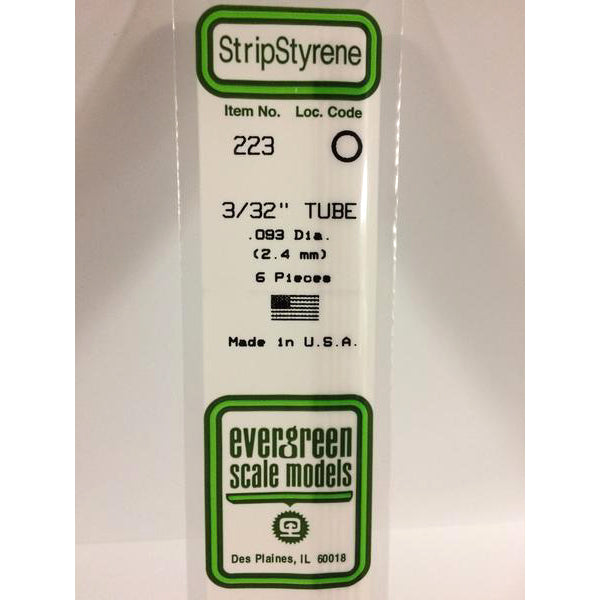 StripStyrene
Item No. Loc. Code
223
3/32" TUBE
.093 Dia.
(2.4 mm)
6 Pieces
Made in U.S.A.
evergreen
scale models
Des Plaines, IL 60018